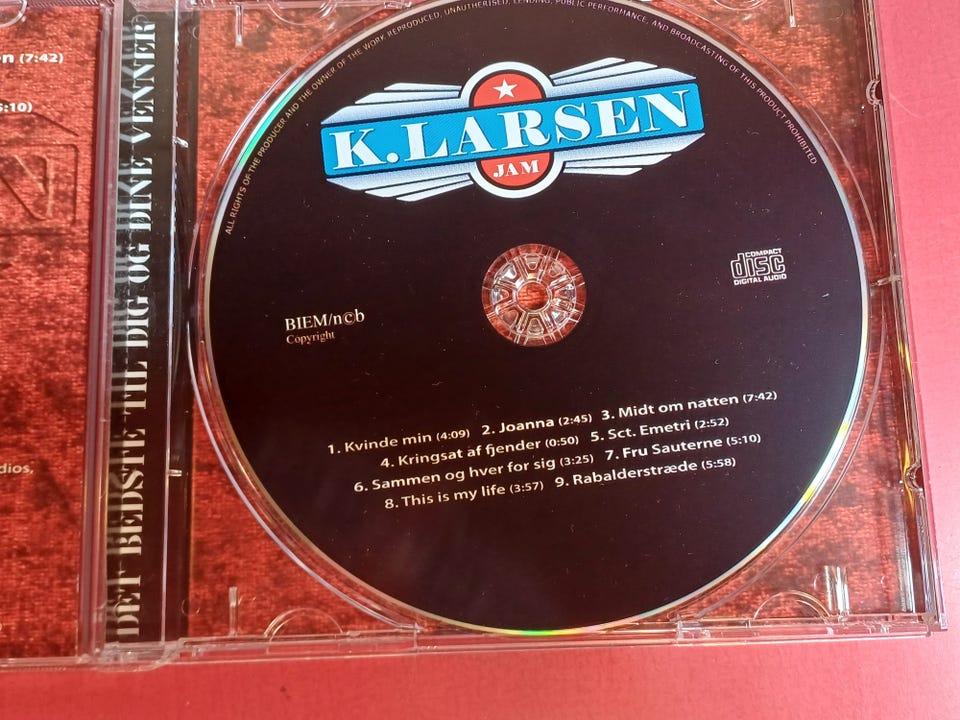 n (7:42)
5:10)
dios,
DET BEDSTE TIL DIG OG DINE VENNER
ALL RIGHTS OF THE PRODUCER AND THE OWNER OF THE WORK REPRODUCED, UNAUTHERISED, LENDING, PUBLIC PERFORMANCE, AND BROADCASTING OF THIS PRODUCT PROHIBITED
K.LARSEN
JAM
COMPACT
disc
DIGITAL AUDIO
BIEM/n©b
Copyright
1. Kvinde min (4:09) 2. Joanna (2:45) 3. Midt om natten (7:42)
4. Kringsat af fjender (0:50) 5. Sct. Emetri (2:52)
6. Sammen og hver for sig (3:25) 7. Fru Sauterne (5:10)
8. This is my life (3:57) 9. Rabalderstræde (5:58)